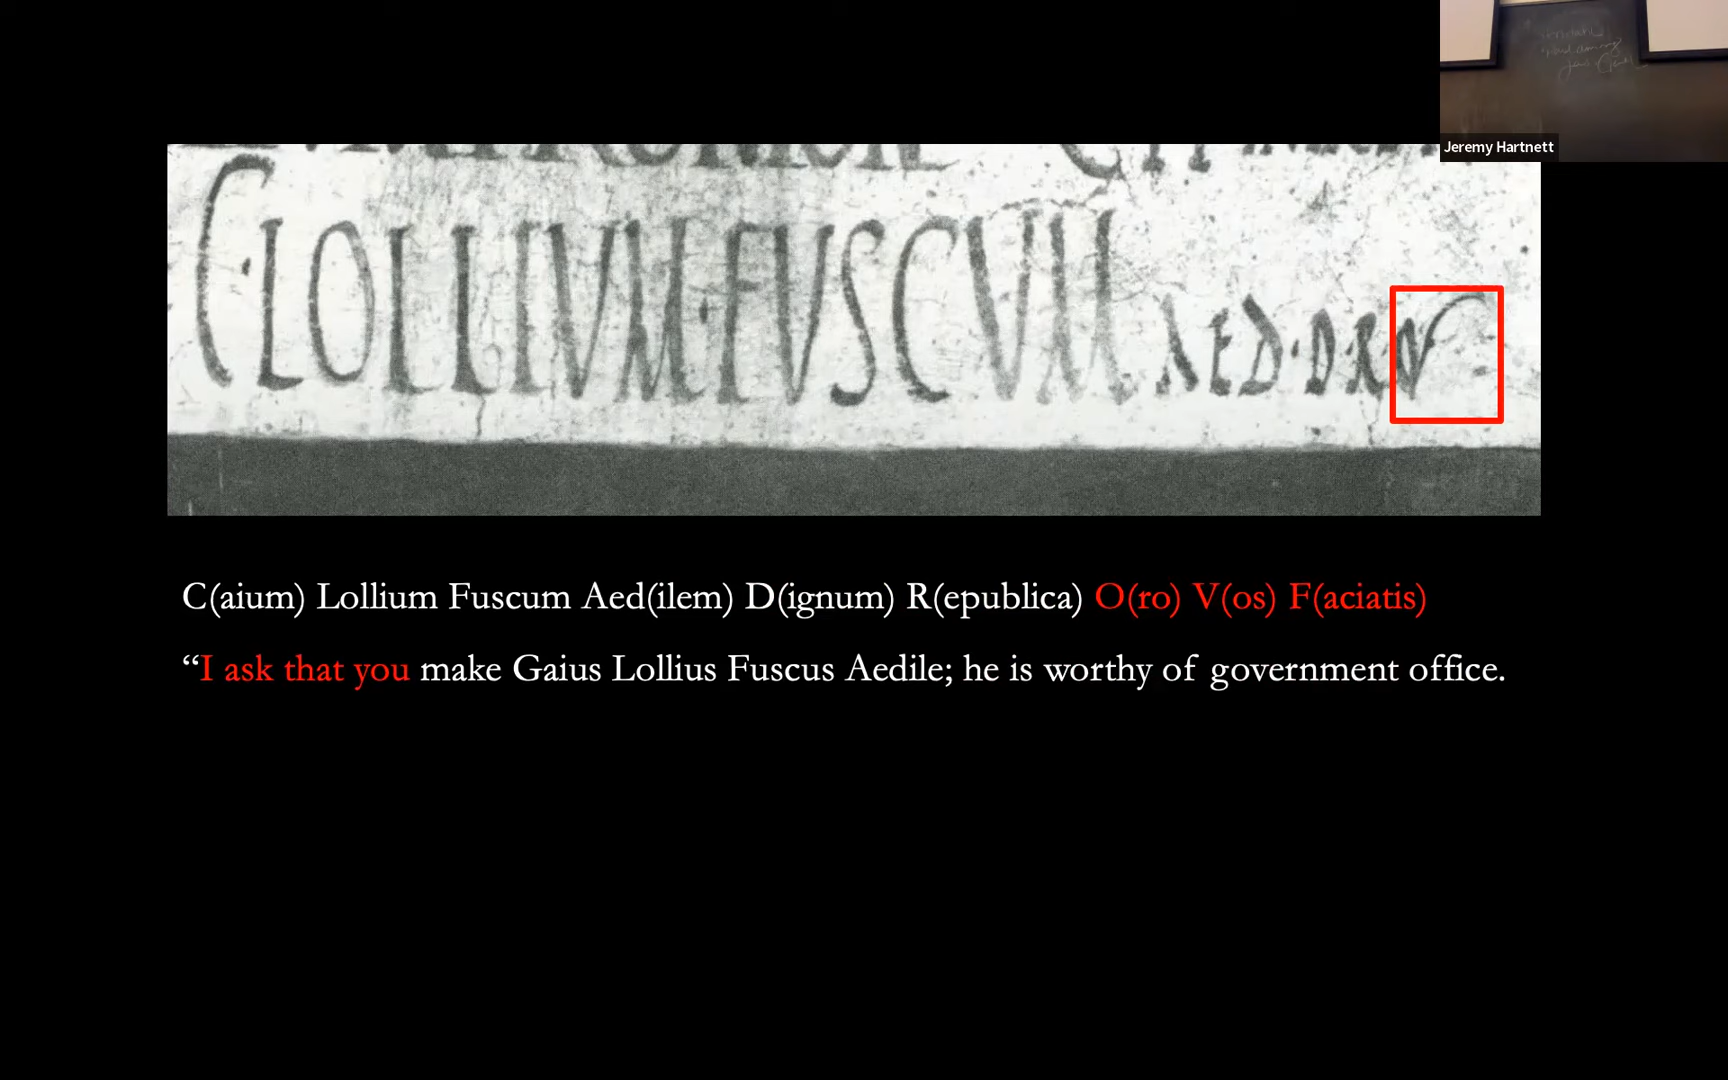 Jeremy Hartnett
C·LOLLIVM·FVSCVM AED·D·R·OVF
C(aium) Lollium Fuscum Aed(ilem) D(ignum) R(epublica) O(ro) V(os) F(aciatis)
“I ask that you make Gaius Lollius Fuscus Aedile; he is worthy of government office.